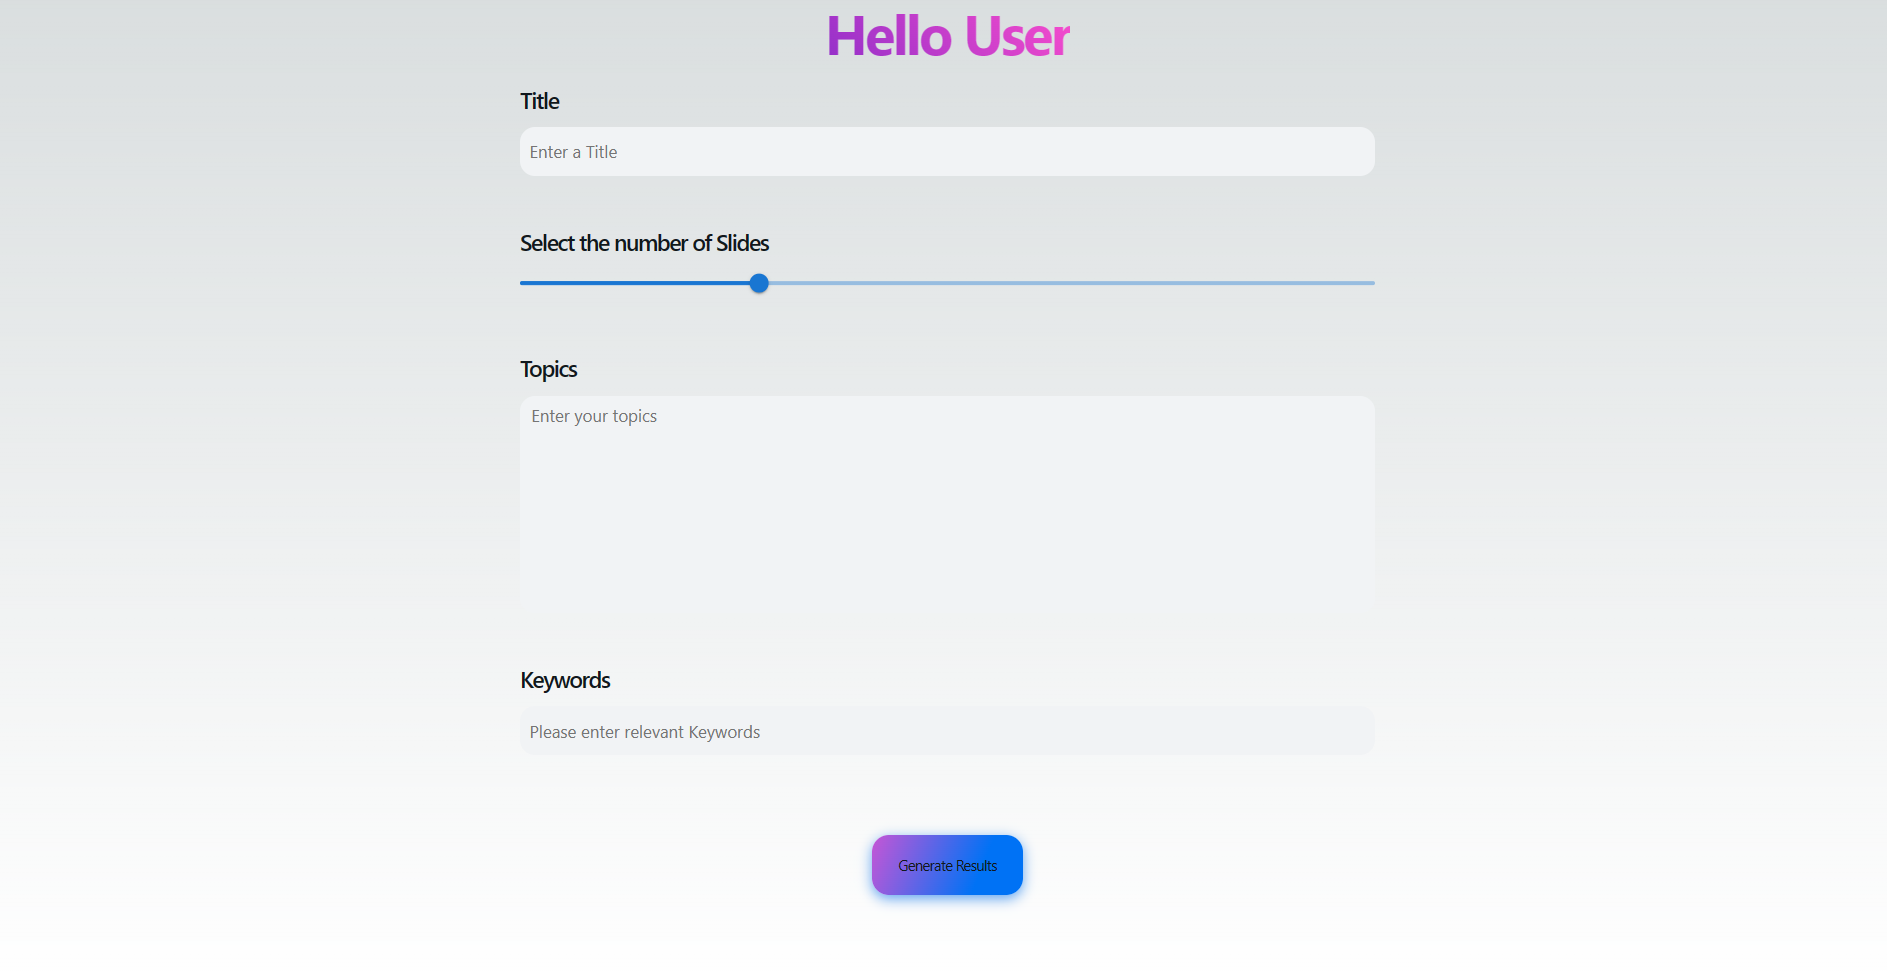 Hello User
Title
Enter a Title
Select the number of Slides
Topics
Enter your topics
Keywords
Please enter relevant Keywords
Generate Results